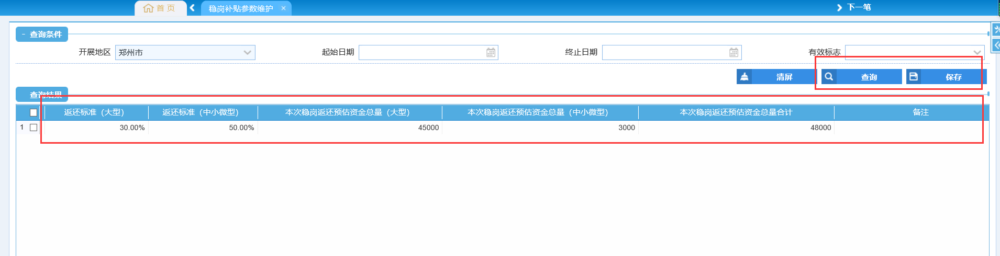 首 页 稳岗补贴参数维护 × 下一笔
- 查询条件
开展地区 郑州市 起始日期 终止日期 有效标志
清屏 查询 保存
查询结果
返还标准（大型） 返还标准（中小微型） 本次稳岗返还预估资金总量（大型） 本次稳岗返还预估资金总量（中小微型） 本次稳岗返还预估资金总量合计 备注
1 30.00% 50.00% 45000 3000 48000